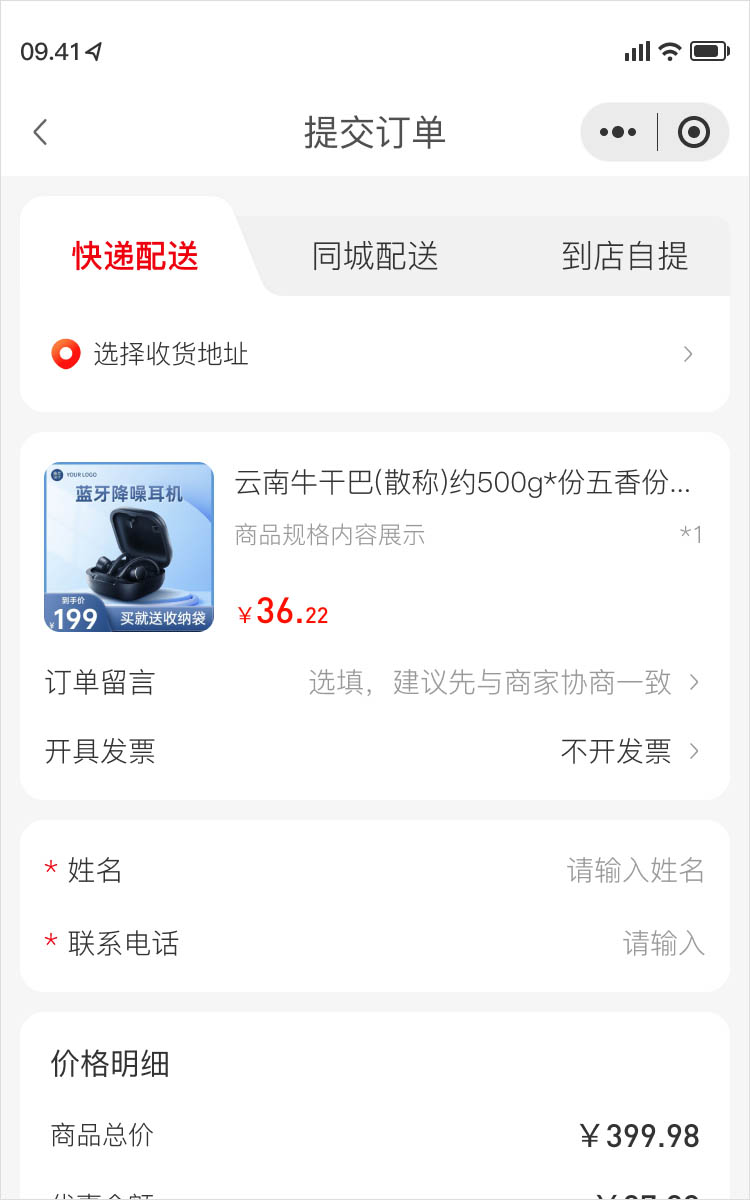 09.41
提交订单
快递配送
同城配送
到店自提
选择收货地址
YOUR LOGO
蓝牙降噪耳机
到手价
¥199
买就送收纳袋
云南牛干巴(散称)约500g*份五香份...
商品规格内容展示
*1
¥36.22
订单留言
选填，建议先与商家协商一致
开具发票
不开发票
* 姓名
请输入姓名
* 联系电话
请输入
价格明细
商品总价
¥399.98